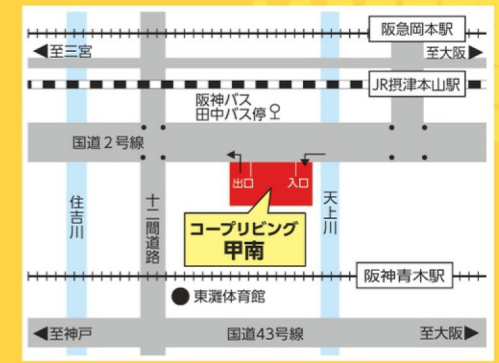 阪急岡本駅
◀至三宮
至大阪▶
JR摂津本山駅
阪神バス
田中バス停
国道2号線
出口
入口
住吉川
十二間道路
天上川
コープリビング
甲南
阪神青木駅
東灘体育館
◀至神戸
国道43号線
至大阪▶